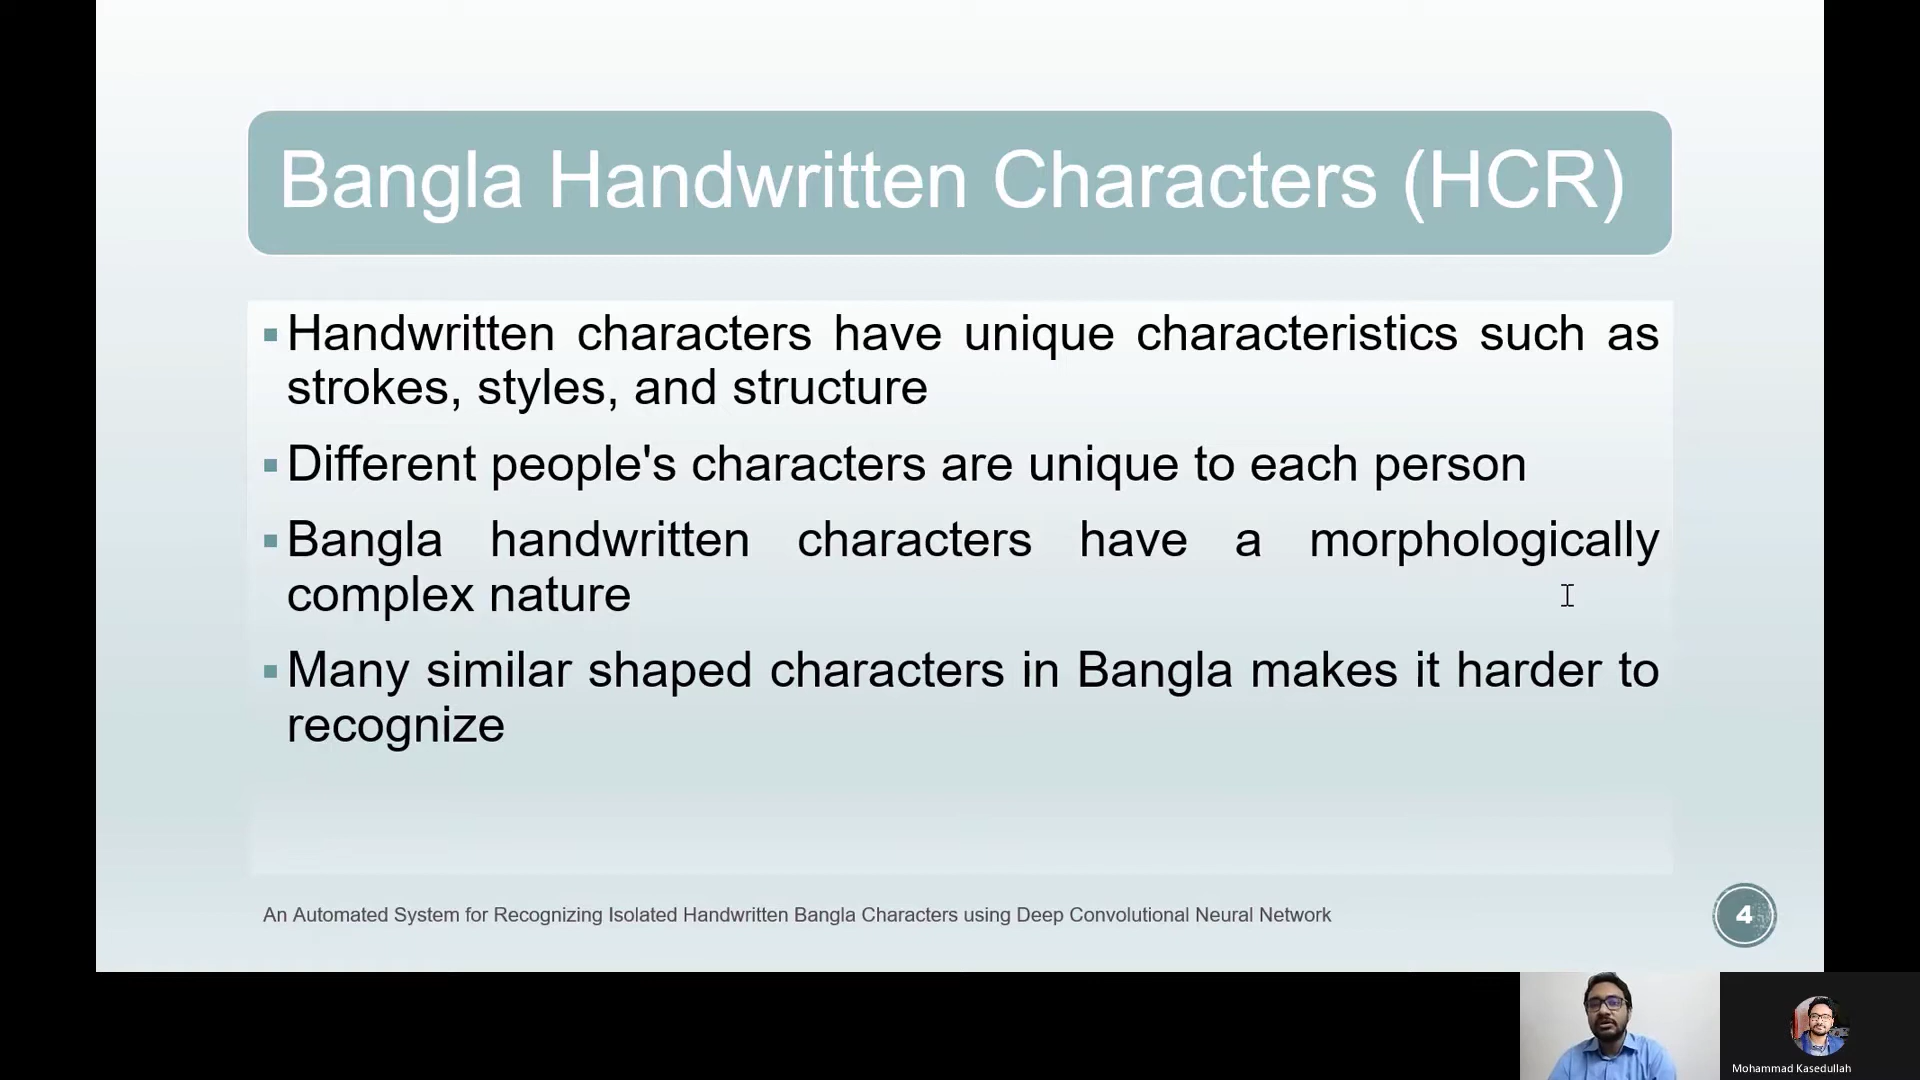 Bangla Handwritten Characters (HCR)
Handwritten characters have unique characteristics such as
strokes, styles, and structure
Different people's characters are unique to each person
Bangla handwritten characters have a morphologically
complex nature
Many similar shaped characters in Bangla makes it harder to
recognize
An Automated System for Recognizing Isolated Handwritten Bangla Characters using Deep Convolutional Neural Network
4
Mohammad Kasedullah